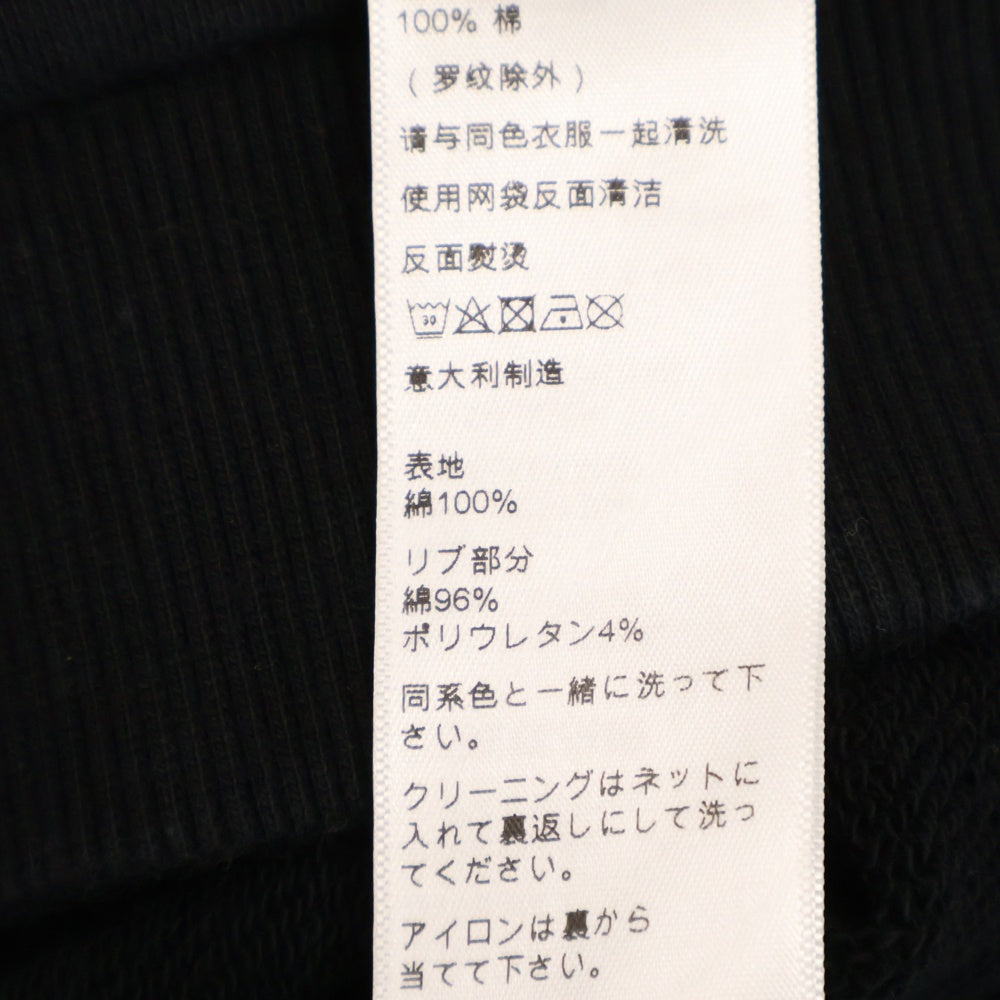 100% 棉
( 罗纹除外 )
请与同色衣服一起清洗
使用网袋反面清洁
反面熨烫
30
意大利制造
表地
綿100%
リブ部分
綿96%
ポリウレタン4%
同系色と一緒に洗って下
さい。
クリーニングはネットに
入れて裏返しにして洗っ
てください。
アイロンは裏から
当てて下さい。